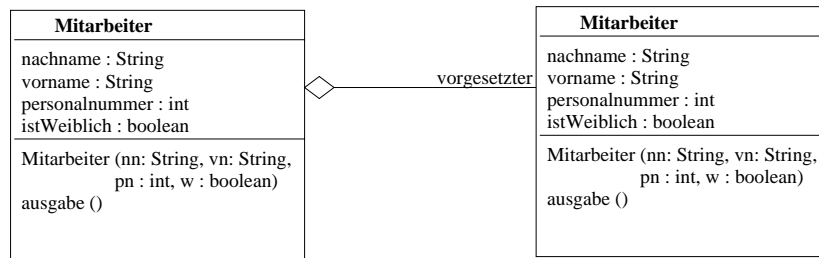 Mitarbeiter
nachname : String
vorname : String
personalnummer : int
istWeiblich : boolean
Mitarbeiter (nn: String, vn: String,
pn : int, w : boolean)
ausgabe ()
vorgesetzter
Mitarbeiter
nachname : String
vorname : String
personalnummer : int
istWeiblich : boolean
Mitarbeiter (nn: String, vn: String,
pn : int, w : boolean)
ausgabe ()